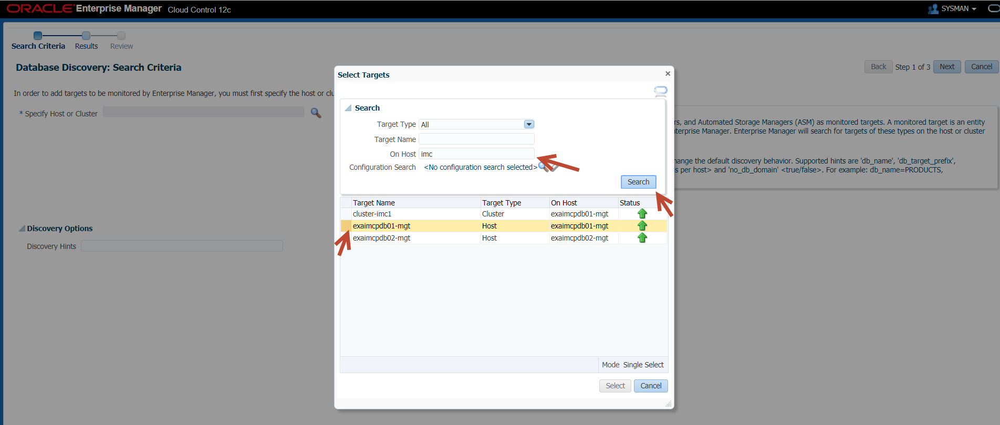 ORACLE Enterprise Manager Cloud Control 12c
SYSMAN
Search Criteria Results Review
Database Discovery: Search Criteria
Back Step 1 of 3 Next Cancel
In order to add targets to be monitored by Enterprise Manager, you must first specify the host or clu
* Specify Host or Cluster
rs, and Automated Storage Managers (ASM) as monitored targets. A monitored target is an entity
nterprise Manager. Enterprise Manager will search for targets of these types on the host or cluster
hange the default discovery behavior. Supported hints are 'db_name', 'db_target_prefix',
s per host> and 'no_db_domain' <true/false>. For example: db_name=PRODUCTS,
Discovery Options
Discovery Hints
Select Targets
Search
Target Type All
Target Name
On Host imc
Configuration Search <No configuration search selected>
Search
Target Name Target Type On Host Status
cluster-imc1 Cluster exaimcpdb01-mgt
exaimcpdb01-mgt Host exaimcpdb01-mgt
exaimcpdb02-mgt Host exaimcpdb02-mgt
Mode Single Select
Select Cancel